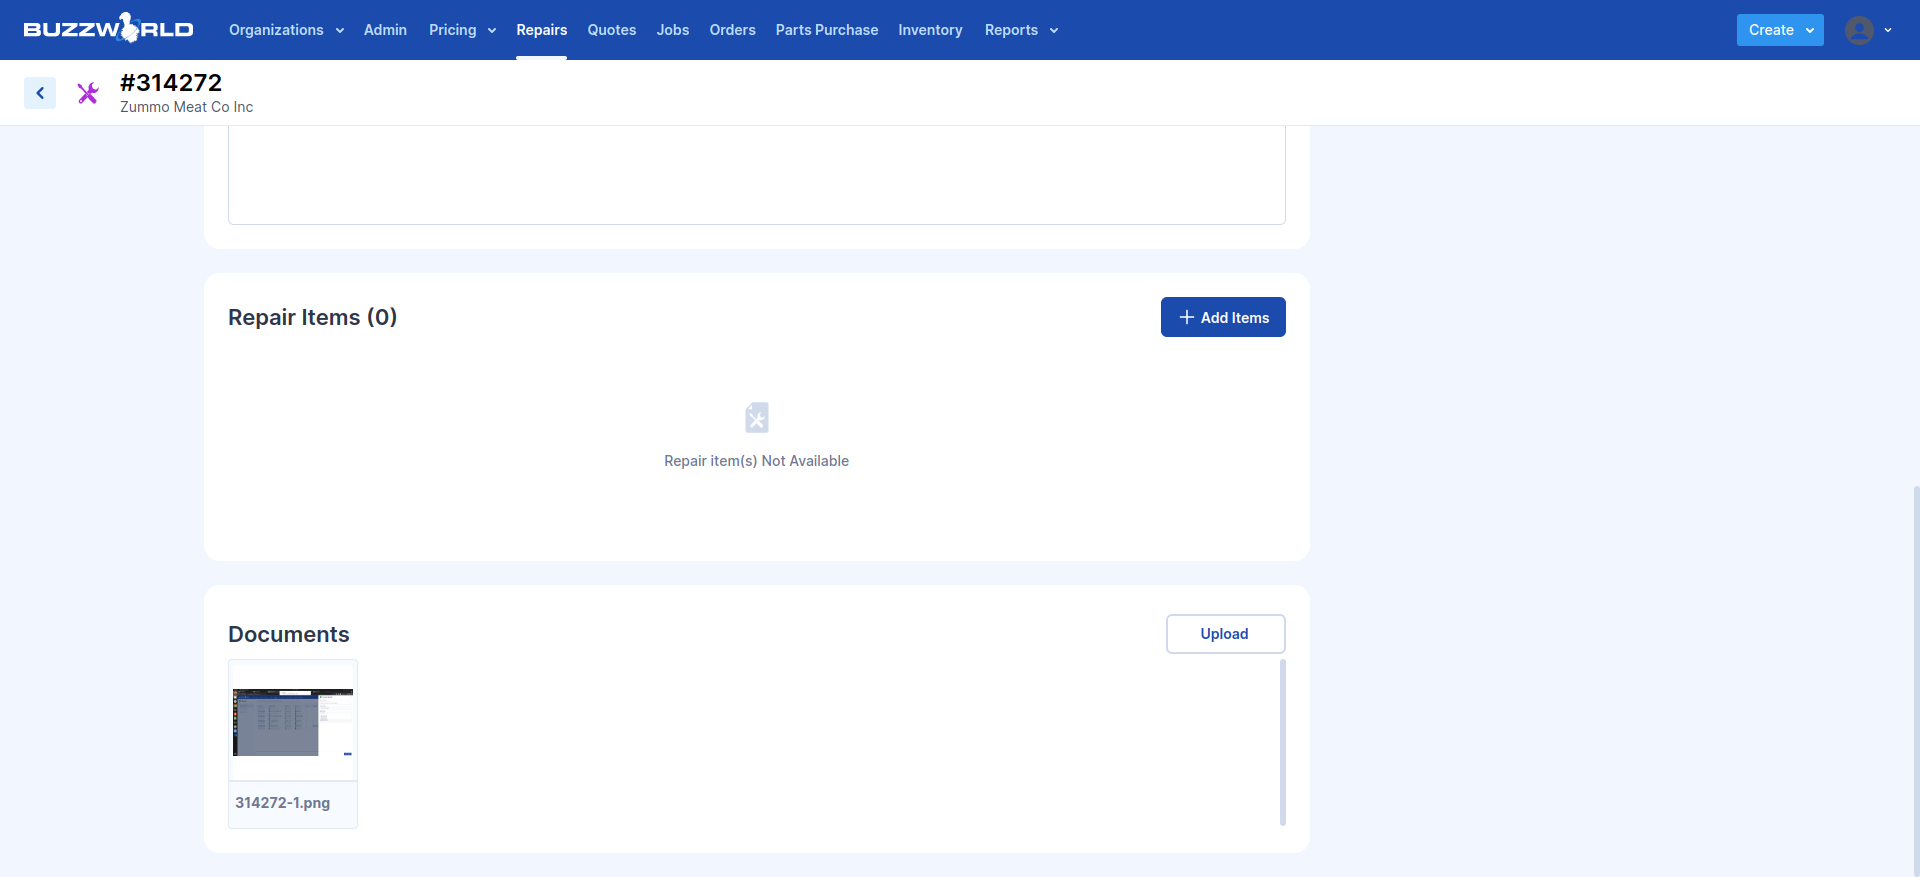 BUZZWORLD
Organizations Admin Pricing Repairs Quotes Jobs Orders Parts Purchase Inventory Reports Create
#314272
Zummo Meat Co Inc
Repair Items (0)
Add Items
Repair item(s) Not Available
Documents
Upload
314272-1.png